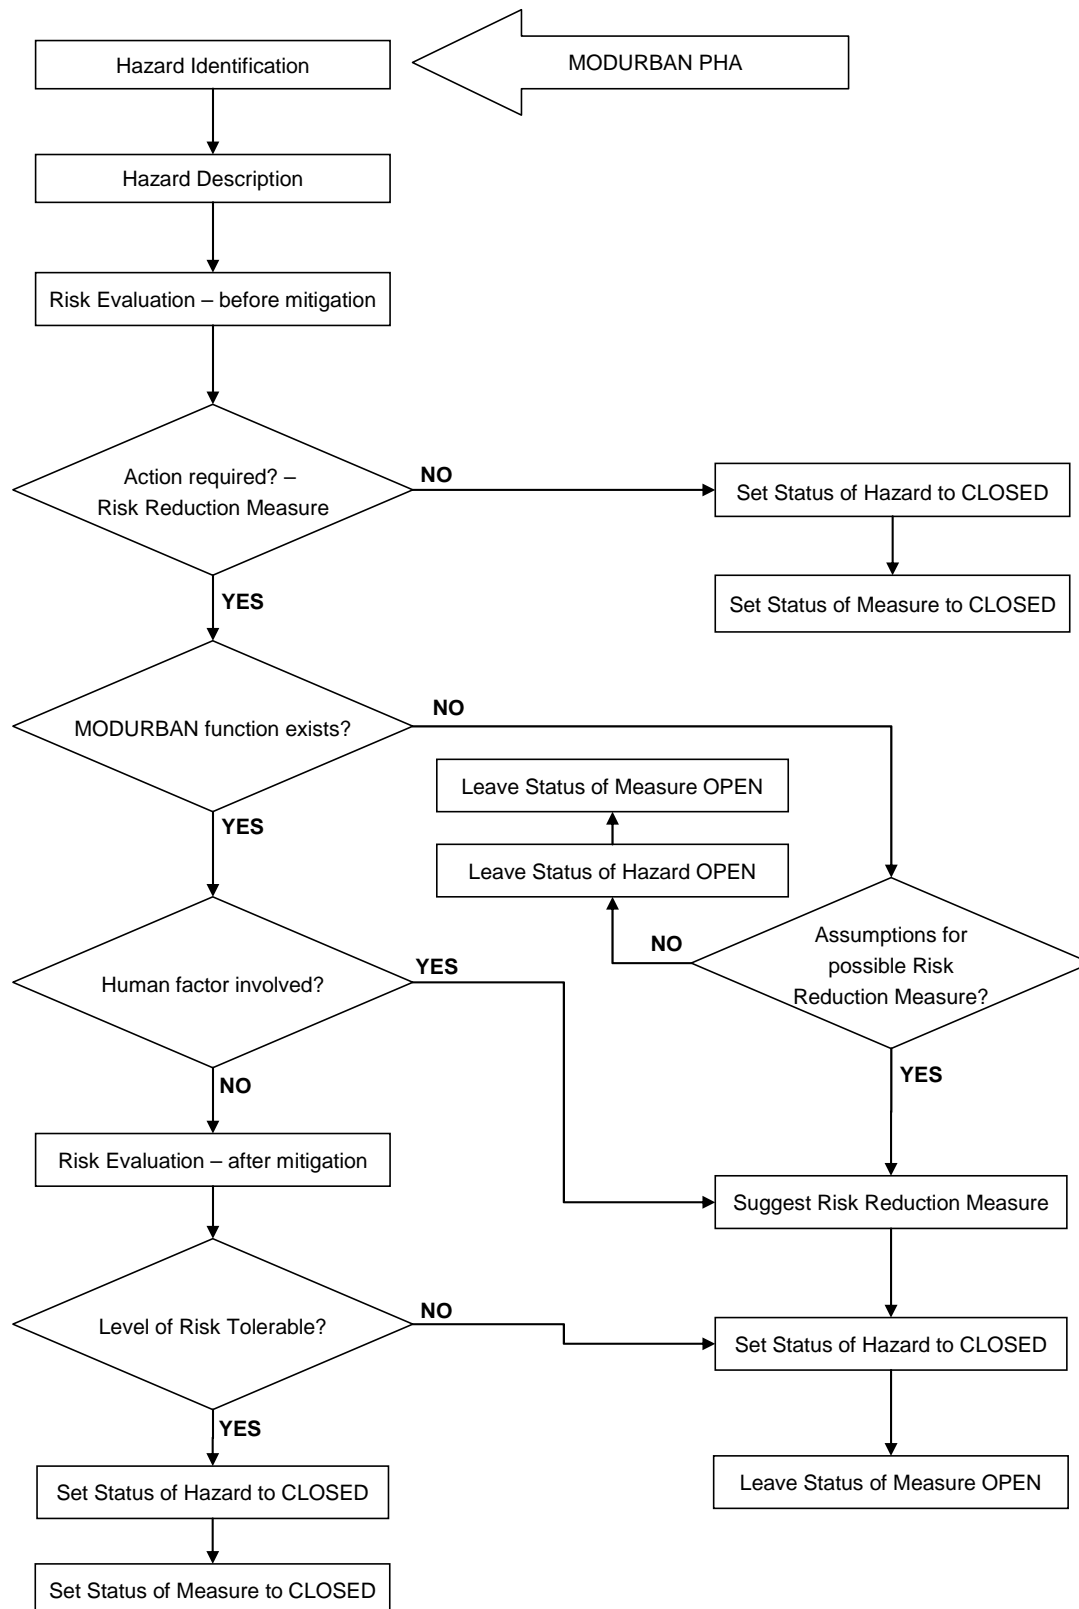 Hazard Identification
MODURBAN PHA
Hazard Description
Risk Evaluation – before mitigation
Action required? –
Risk Reduction Measure
NO
Set Status of Hazard to CLOSED
Set Status of Measure to CLOSED
YES
MODURBAN function exists?
NO
Leave Status of Measure OPEN
YES
Leave Status of Hazard OPEN
Human factor involved?
YES
NO
Assumptions for
possible Risk
Reduction Measure?
NO
YES
Risk Evaluation – after mitigation
Suggest Risk Reduction Measure
Level of Risk Tolerable?
NO
Set Status of Hazard to CLOSED
YES
Set Status of Hazard to CLOSED
Leave Status of Measure OPEN
Set Status of Measure to CLOSED